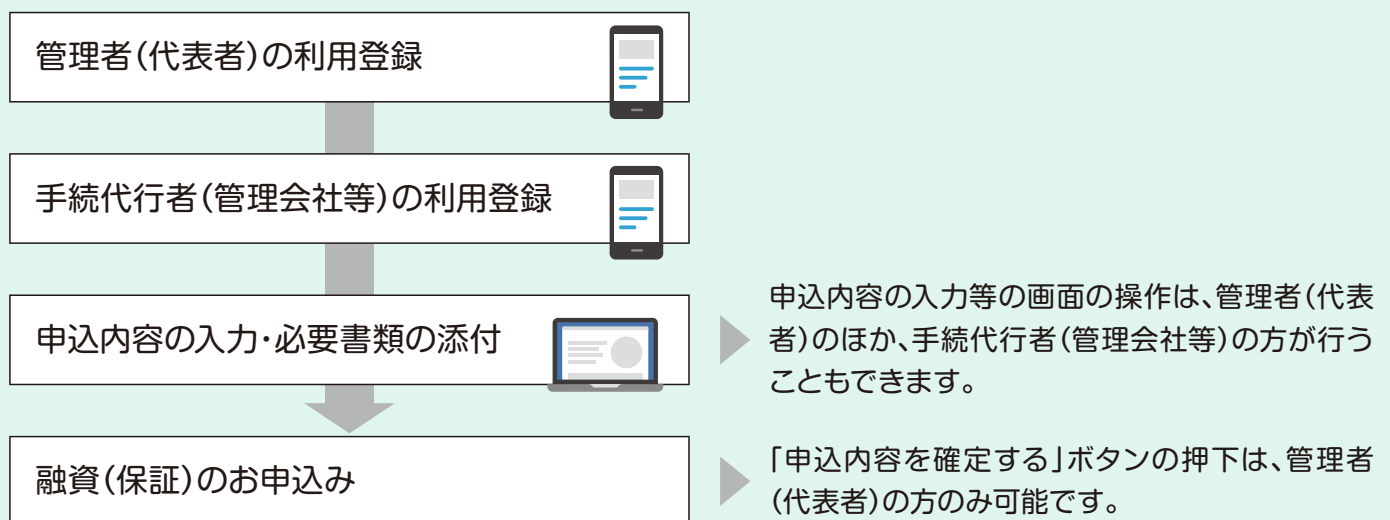 管理者(代表者)の利用登録
手続代行者(管理会社等)の利用登録
申込内容の入力・必要書類の添付
申込内容の入力等の画面の操作は、管理者(代表
者)のほか、手続代行者(管理会社等)の方が行う
こともできます。
融資(保証)のお申込み
「申込内容を確定する」ボタンの押下は、管理者
(代表者)の方のみ可能です。